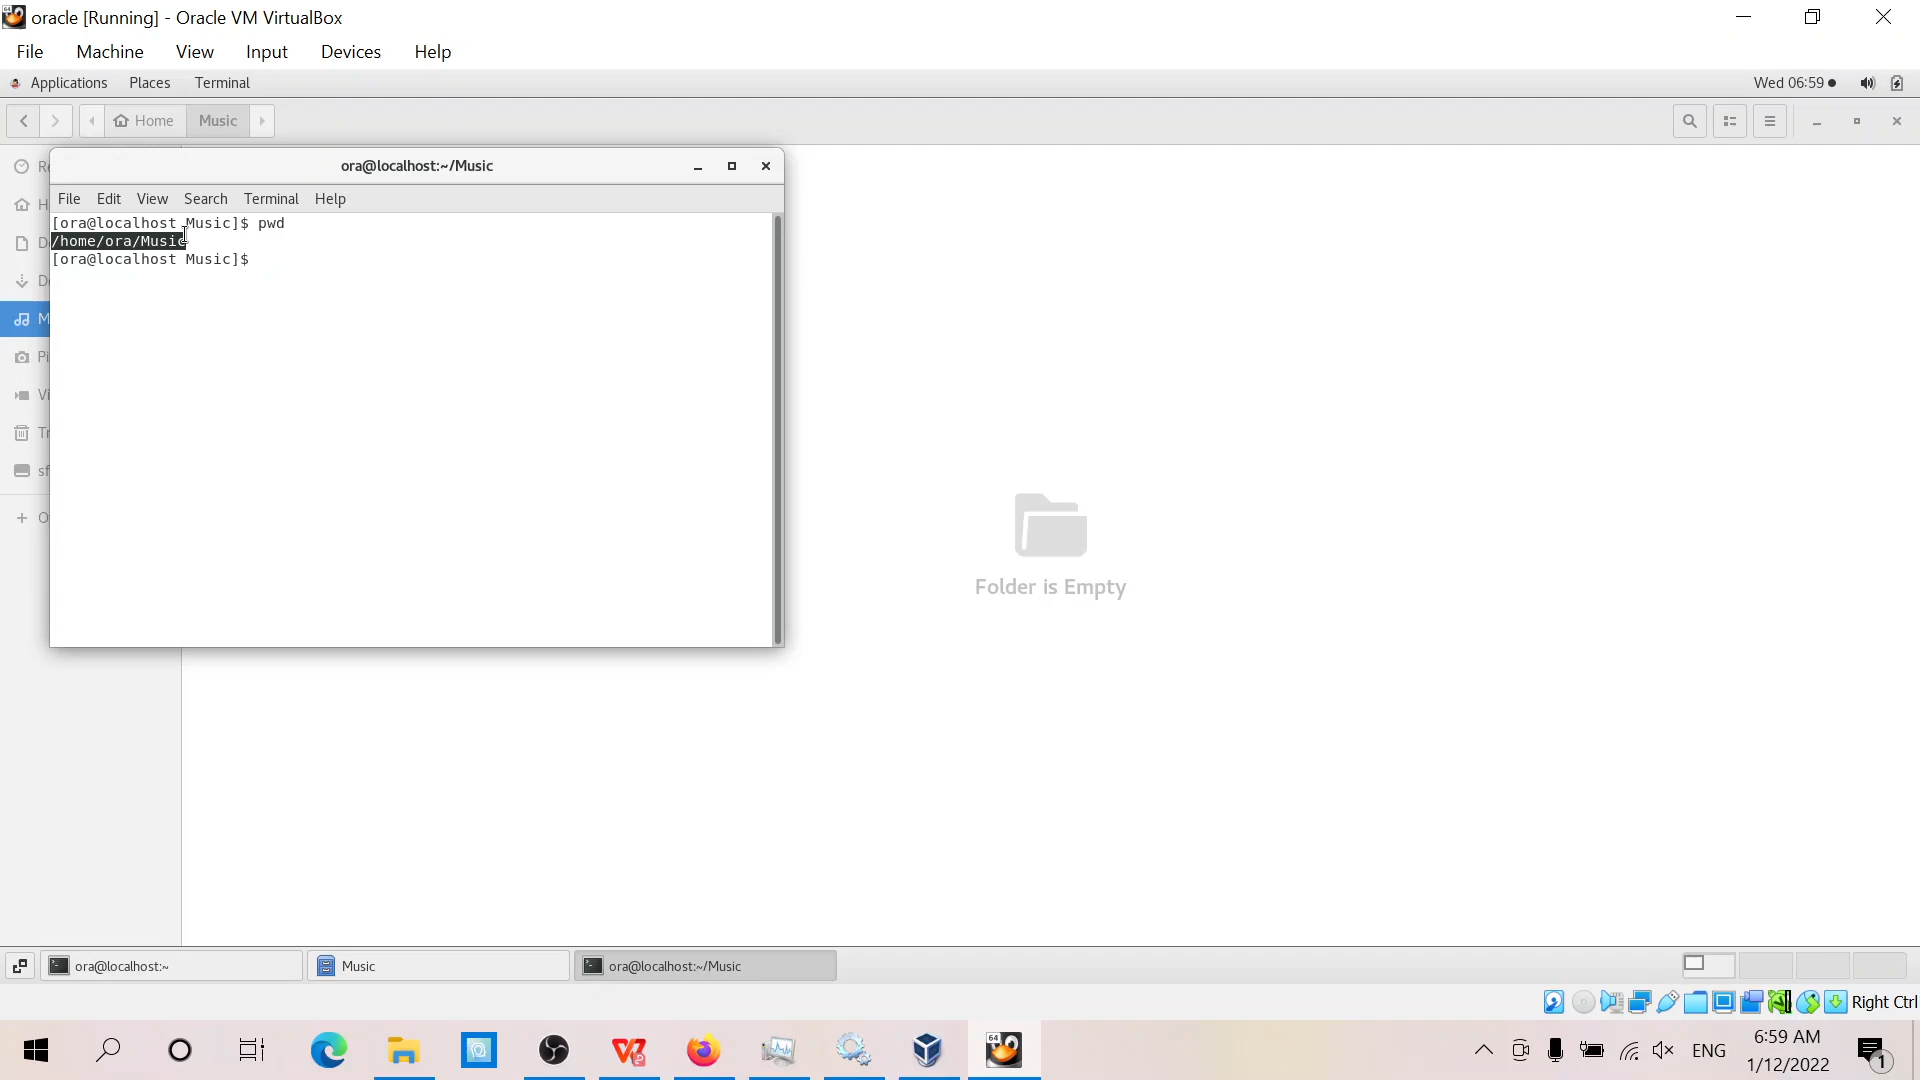 oracle [Running] - Oracle VM VirtualBox
File Machine View Input Devices Help
Applications Places Terminal
Wed 06:59
Home Music
ora@localhost:~/Music
File Edit View Search Terminal Help
[ora@localhost Music]$ pwd
/home/ora/Music
[ora@localhost Music]$
Folder is Empty
ora@localhost:~
Music
ora@localhost:~/Music
Right Ctrl
64
ENG
6:59 AM
1/12/2022
1